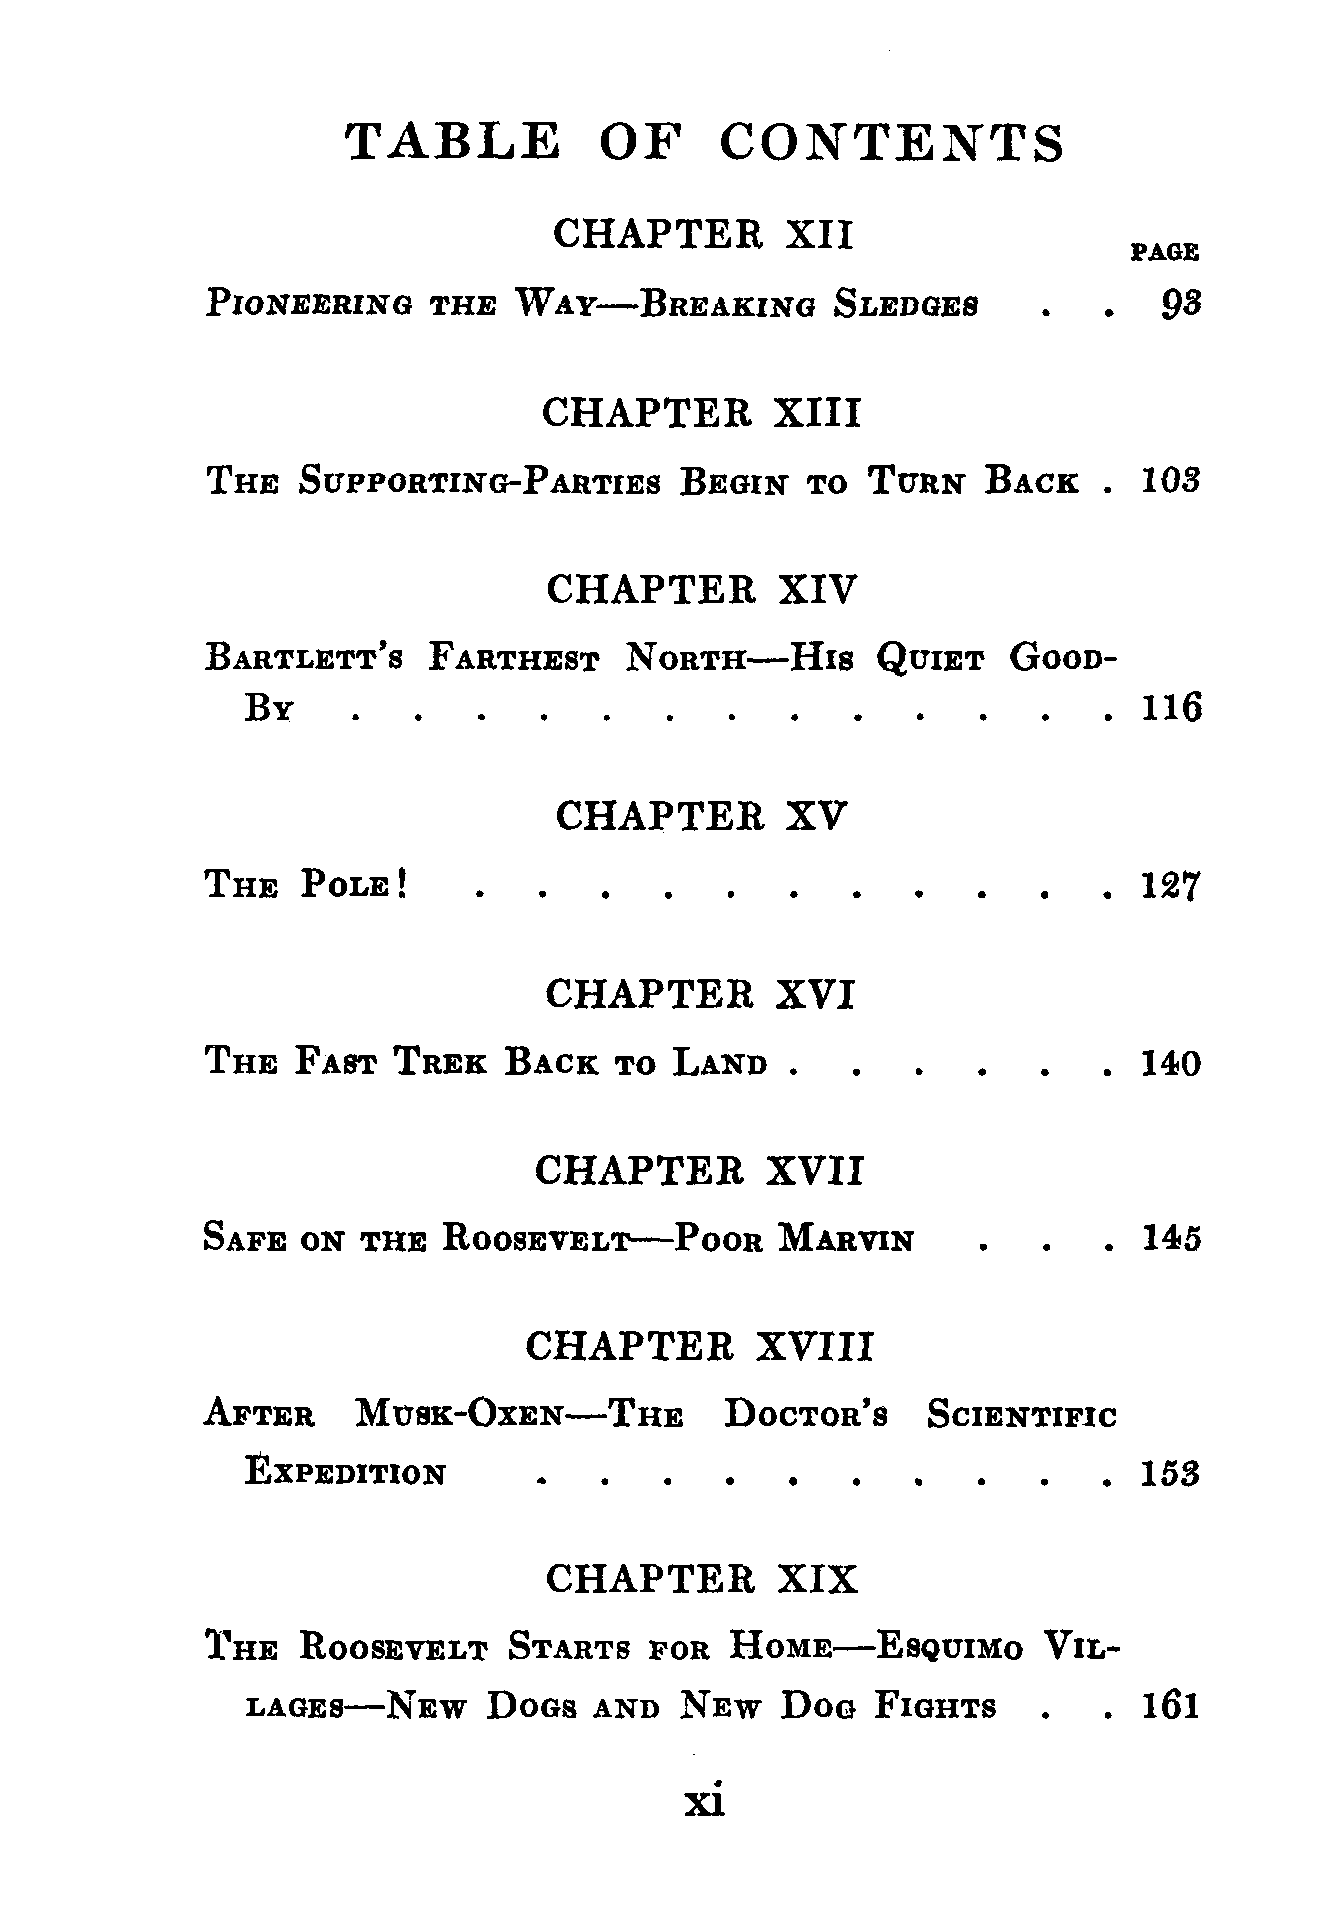 TABLE OF CONTENTS
CHAPTER XII
PAGE
Pioneering the Way—Breaking Sledges . . 93
CHAPTER XIII
The Supporting-Parties Begin to Turn Back . 103
CHAPTER XIV
Bartlett's Farthest North—His Quiet Good-
By . . . . . . . . . . . . . 116
CHAPTER XV
The Pole! . . . . . . . . . . . 127
CHAPTER XVI
The Fast Trek Back to Land . . . . . . 140
CHAPTER XVII
Safe on the Roosevelt—Poor Marvin . . . 145
CHAPTER XVIII
After Musk-Oxen—The Doctor's Scientific
Expedition . . . . . . . . . . 153
CHAPTER XIX
The Roosevelt Starts for Home—Esquimo Vil-
lages—New Dogs and New Dog Fights . . 161
xi